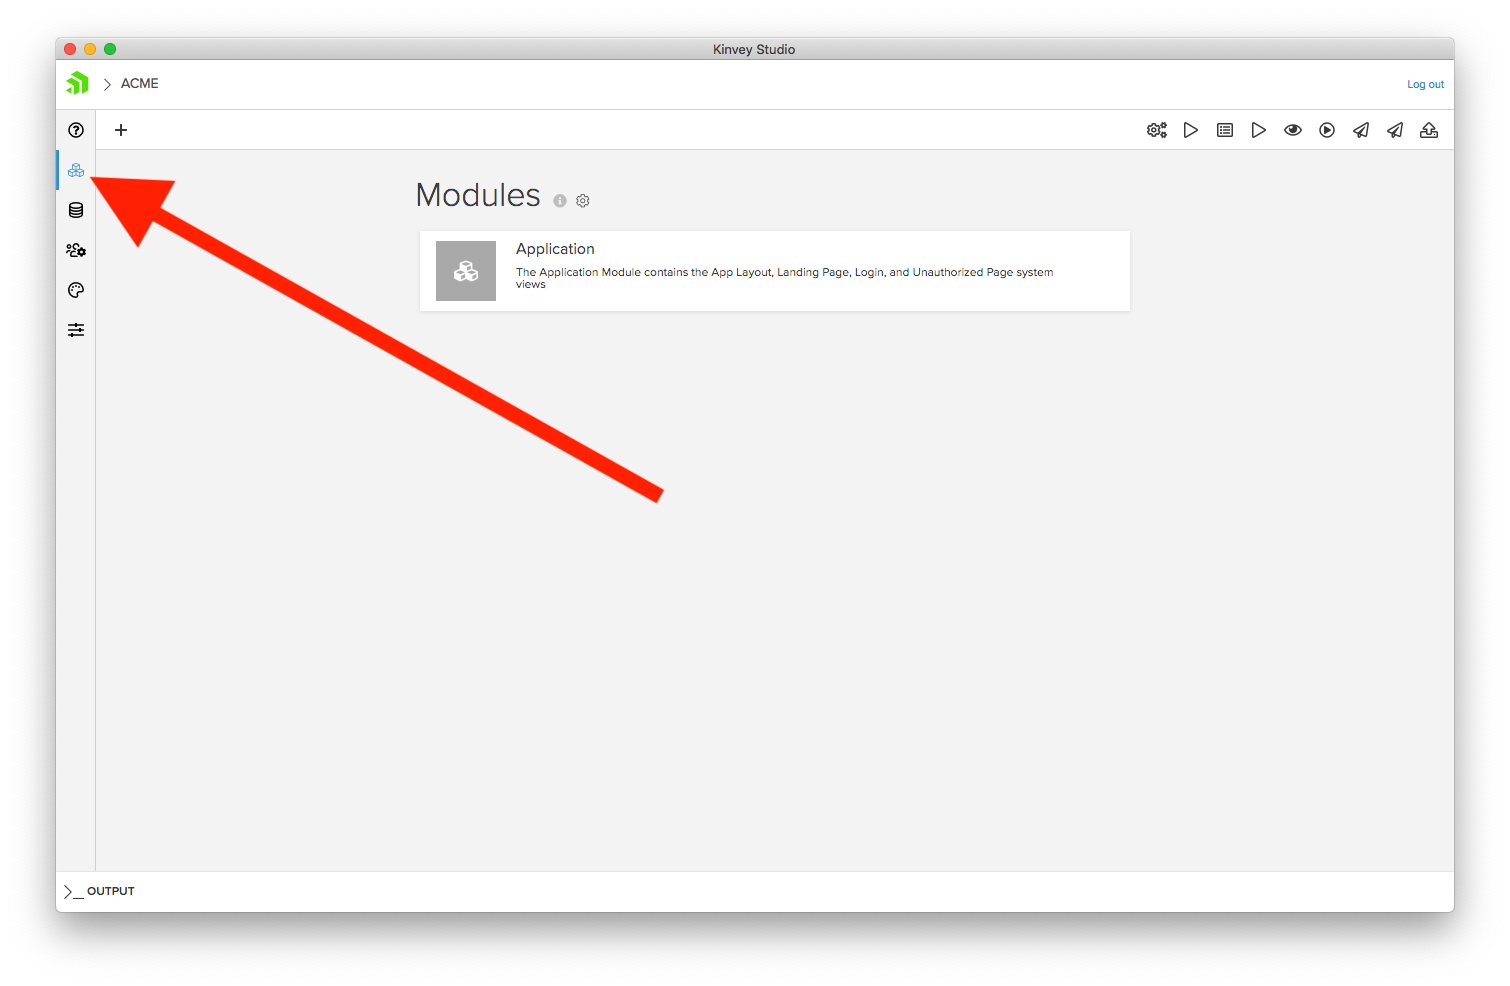 Kinvey Studio
ACME
Log out
Modules
Application
The Application Module contains the App Layout, Landing Page, Login, and Unauthorized Page system
views
OUTPUT